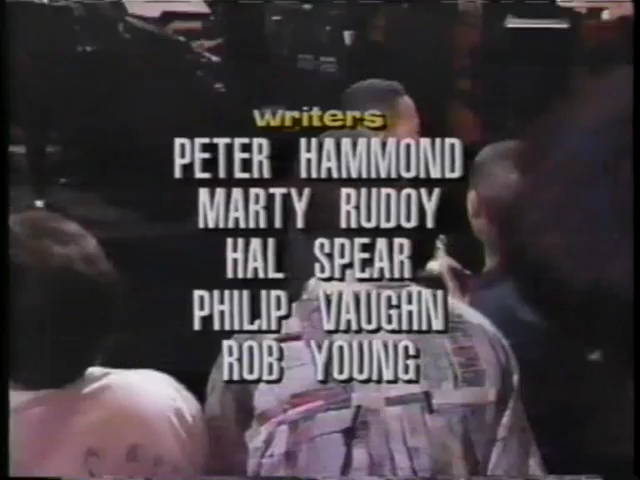 writers
PETER HAMMOND
MARTY RUDOY
HAL SPEAR
PHILIP VAUGHN
ROB YOUNG